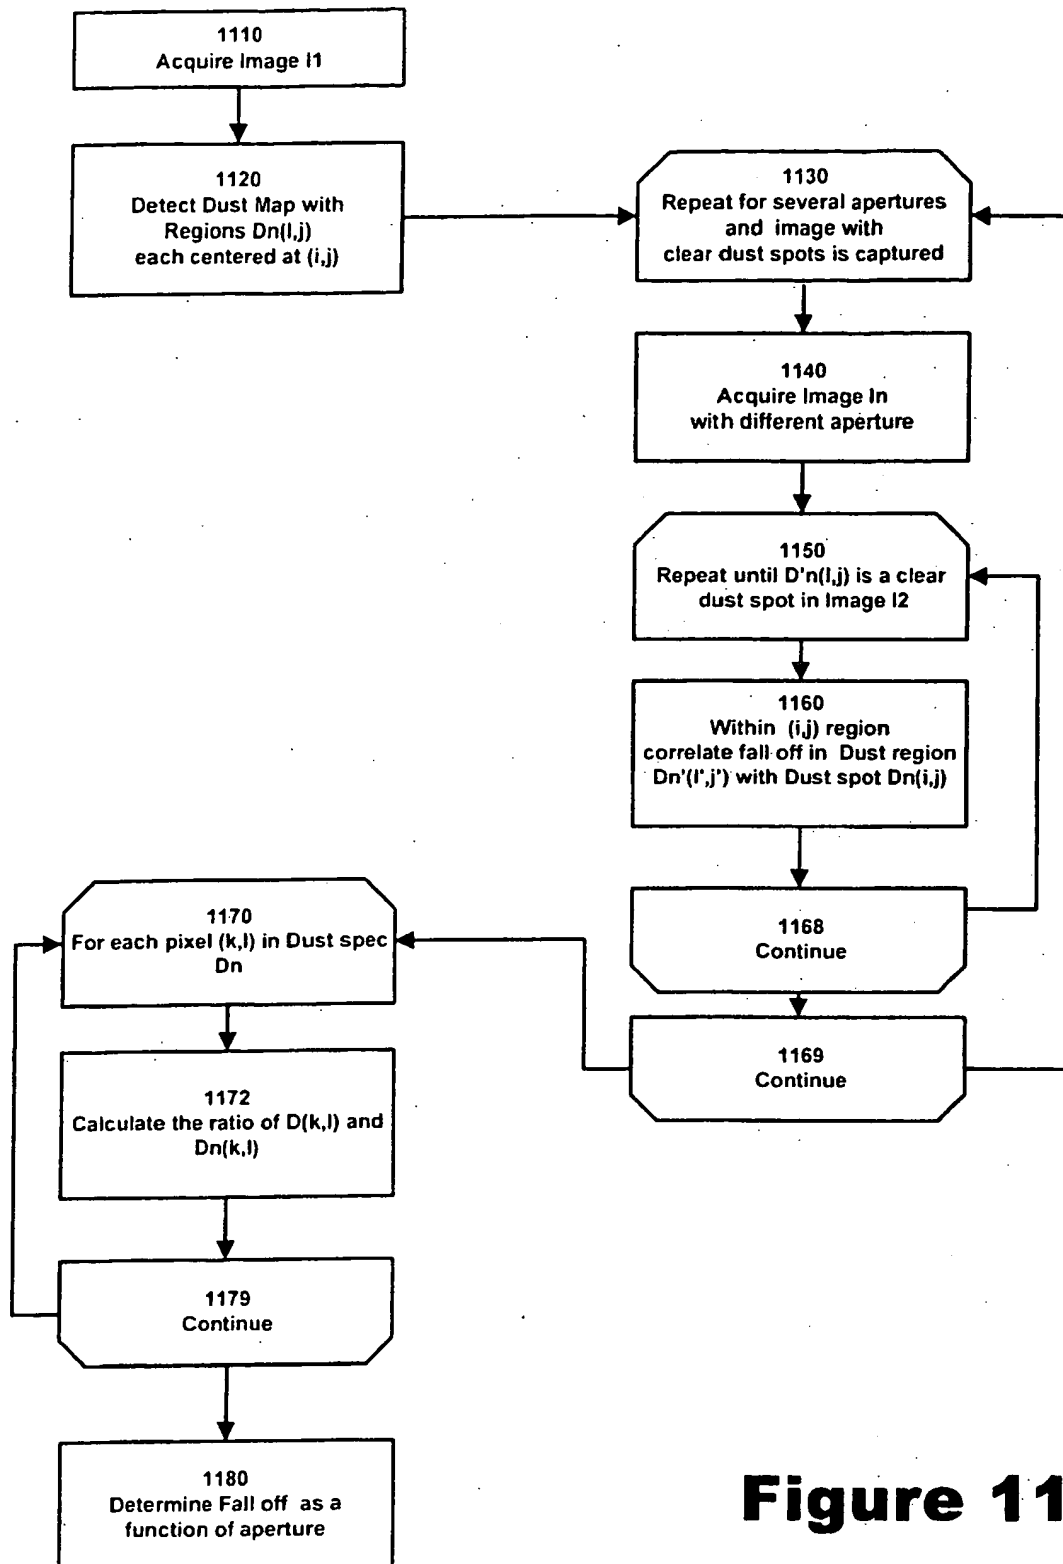 1110
Acquire Image I1
1120
Detect Dust Map with
Regions Dn(I,j)
each centered at (i,j)
1130
Repeat for several apertures
and image with
clear dust spots is captured
1140
Acquire Image In
with different aperture
1150
Repeat until D'n(I,j) is a clear
dust spot in Image I2
1160
Within (i,j) region
correlate fall off in Dust region
Dn'(I',j') with Dust spot Dn(i,j)
1168
Continue
1169
Continue
1170
For each pixel (k,l) in Dust spec
Dn
1172
Calculate the ratio of D(k,l) and
Dn(k,l)
1179
Continue
1180
Determine Fall off as a
function of aperture
Figure 11